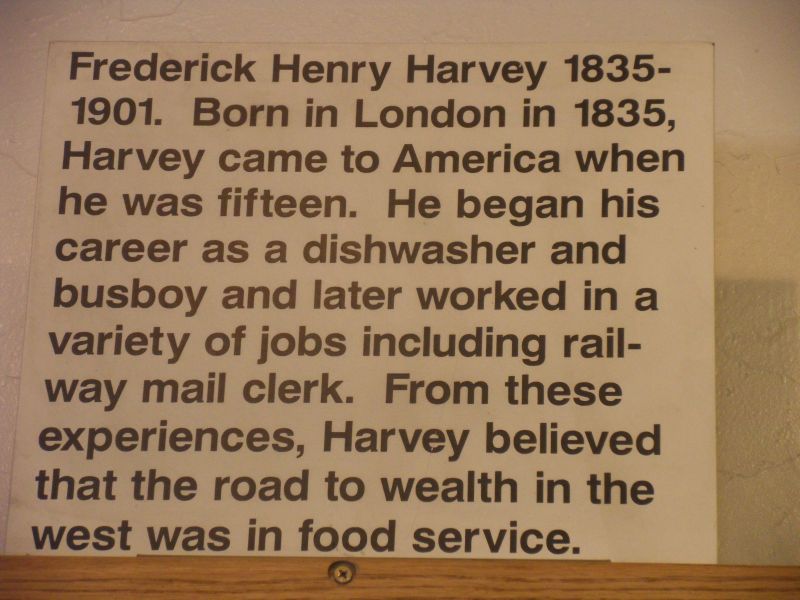 Frederick Henry Harvey 1835-
1901.  Born in London in 1835,
Harvey came to America when
he was fifteen.  He began his
career as a dishwasher and
busboy and later worked in a
variety of jobs including rail-
way mail clerk.  From these
experiences, Harvey believed
that the road to wealth in the
west was in food service.